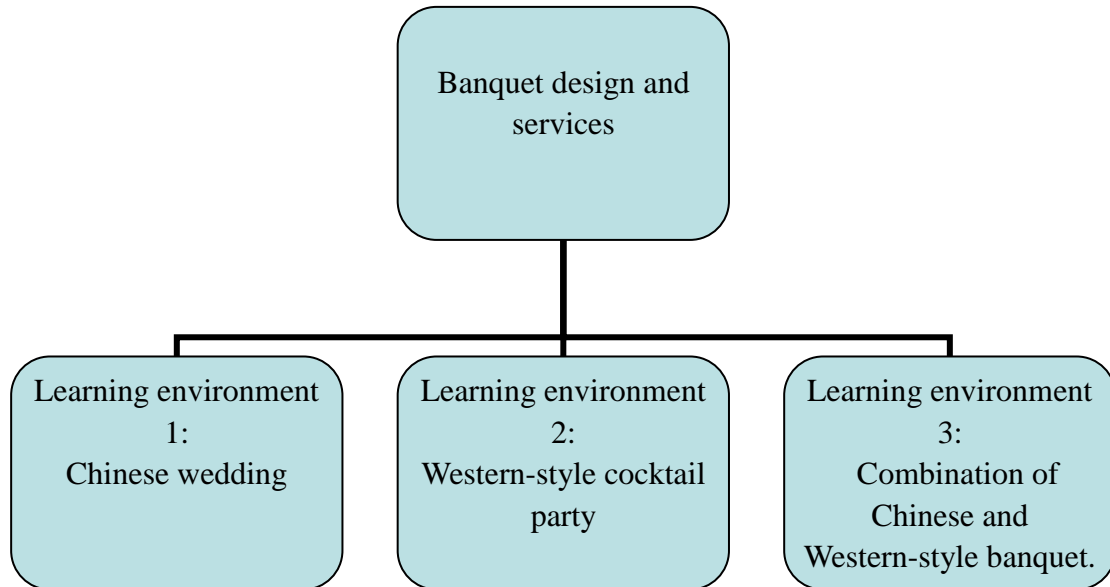 Banquet design and
services
Learning environment
1:
Chinese wedding
Learning environment
2:
Western-style cocktail
party
Learning environment
3:
Combination of
Chinese and
Western-style banquet.